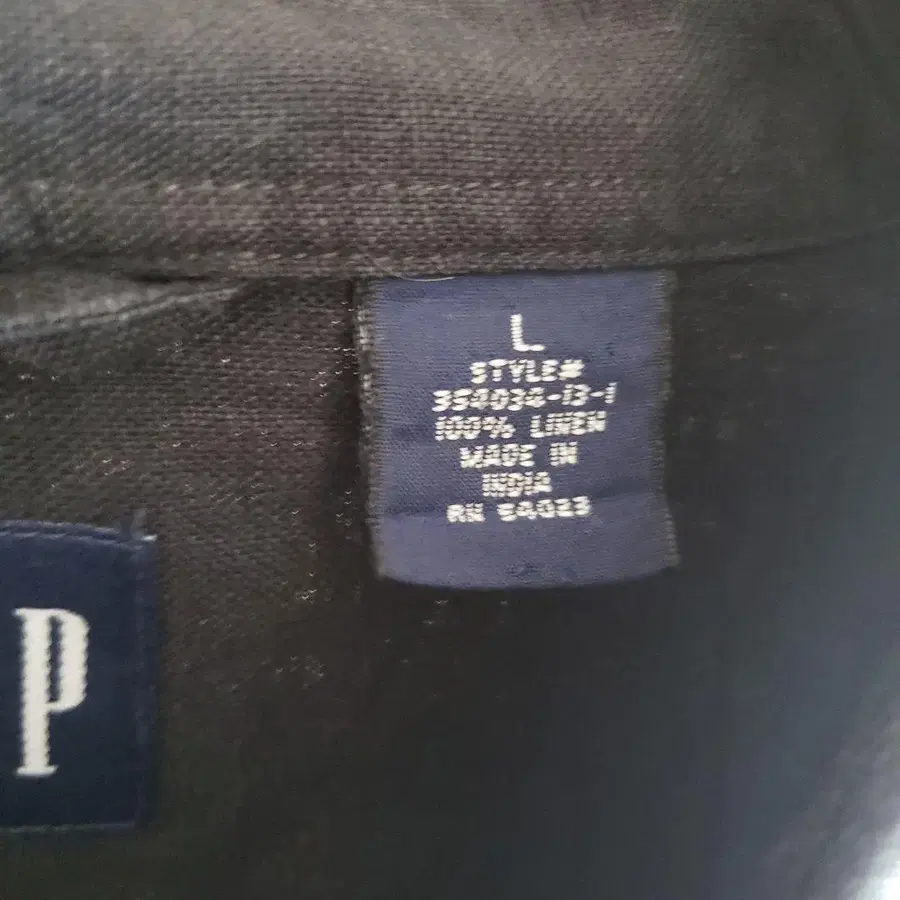 L
STYLE#
354034-13-1
100% LINEN
MADE IN
INDIA
RN 54023
P